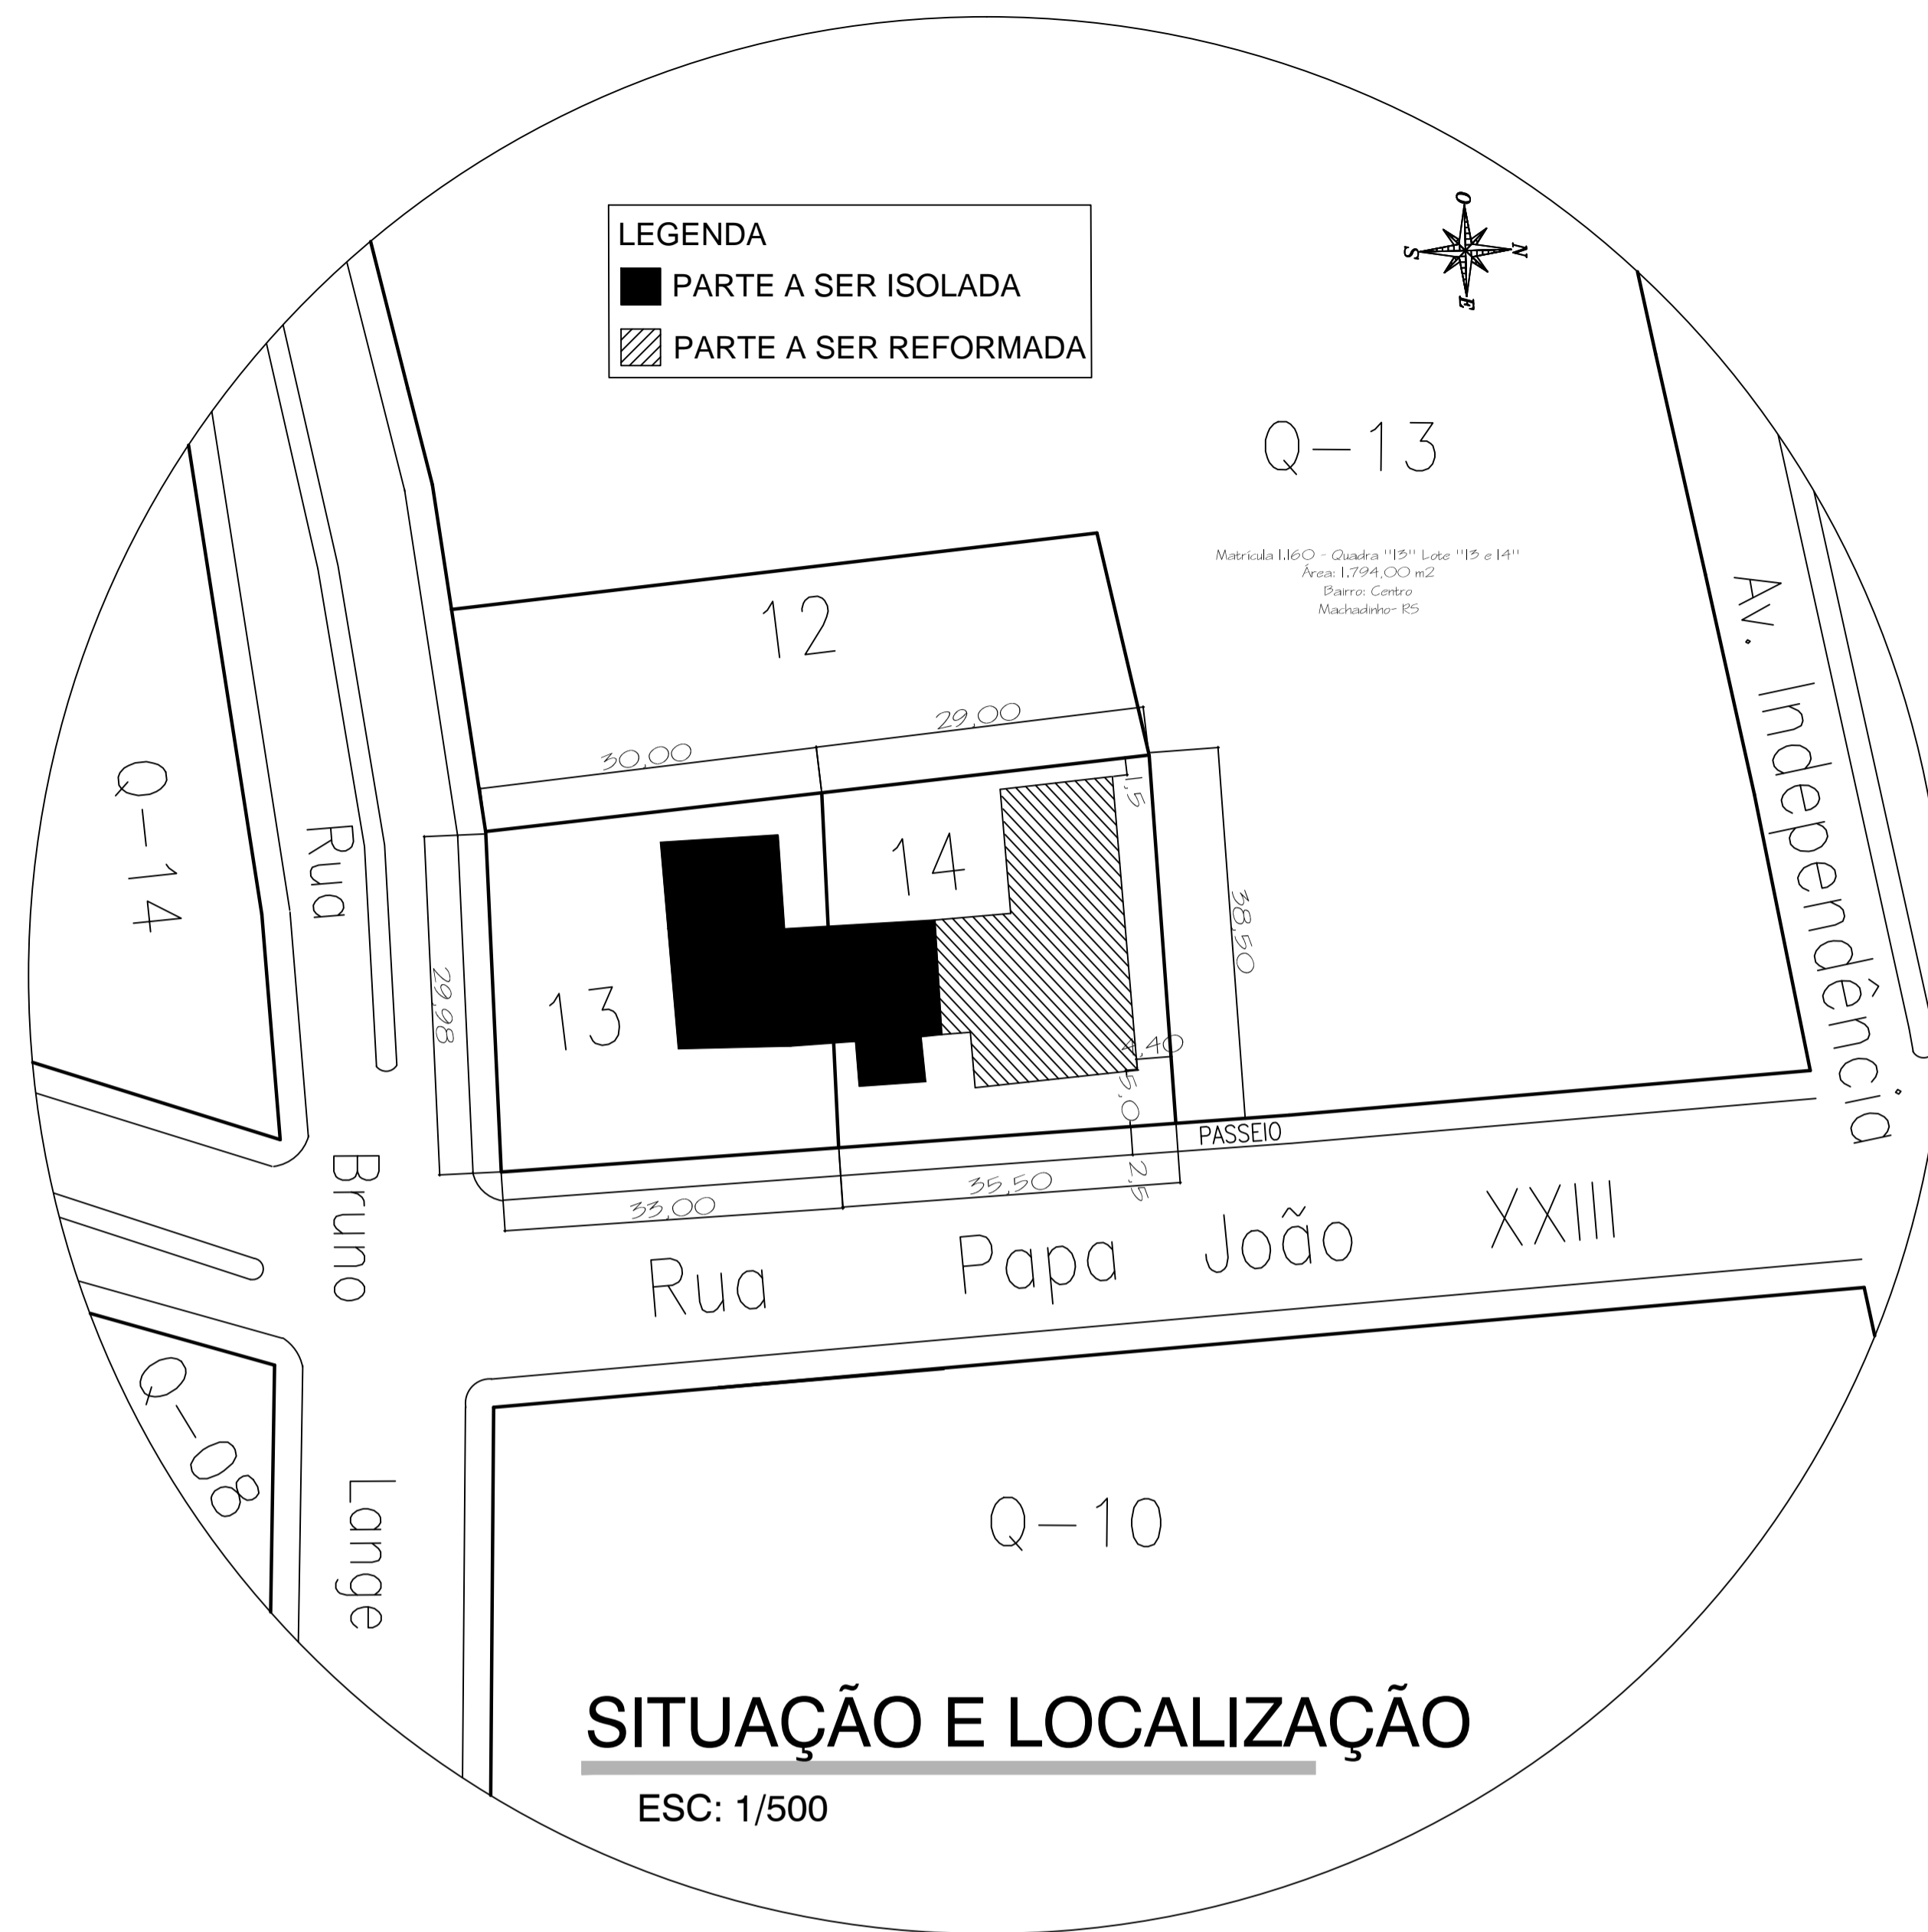 O
N
S
E
LEGENDA
PARTE A SER ISOLADA
PARTE A SER REFORMADA
Q-13
Matrícula 1.160 - Quadra "13" Lote "13 e 14"
Área: 1.794,00 m2
Bairro: Centro
Machadinho- RS
Av. Independência
12
29,00
30,00
1,5
14
13
38,50
29,98
4,40
5,0
2,5
PASSEIO
35,50
33,00
Q-14
Rua Bruno Lange
Rua Papa João XXIII
Q-08
Q-10
SITUAÇÃO E LOCALIZAÇÃO
ESC: 1/500